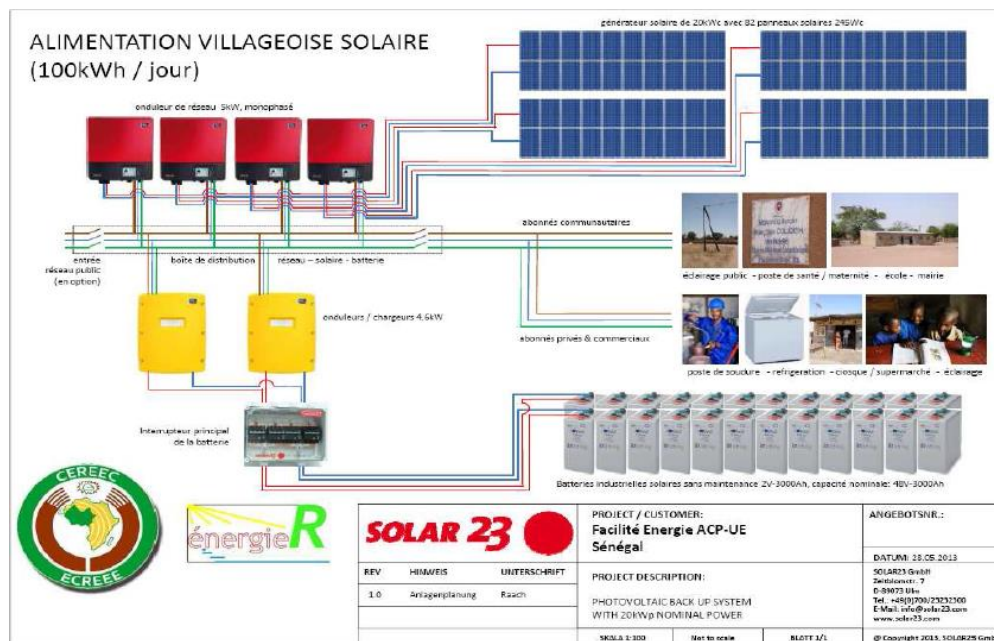 ALIMENTATION VILLAGEOISE SOLAIRE
(100kWh / jour)
générateur solaire de 20kWc avec 82 panneaux solaires 245Wc
onduleur de réseau 5kW, monophasé
abonnés communautaires
entrée
réseau public
(en option)
boîte de distribution
réseau – solaire - batterie
éclairage public - poste de santé / maternité - école - mairie
onduleurs / chargeurs 4,6kW
abonnés privés & commerciaux
poste de soudure - refrigeration - ciosque / supermarché - éclairage
Interrupteur principal
de la batterie
Batteries industrielles solaires sans maintenance 2V-3000Ah, capacité nominale: 48V-3000Ah
CEREEC
ECREEE
énergieR
SOLAR 23
REV HINWEIS UNTERSCHRIFT
1.0 Anlagenplanung Raach
PROJECT / CUSTOMER:
Facilité Energie ACP-UE
Sénégal
PROJECT DESCRIPTION:
PHOTOVOLTAIC BACK UP SYSTEM
WITH 20kWp NOMINAL POWER
SKALA 1:100 Not to scale BLATT 1/1
ANGEBOTSNR.:
DATUM: 28.05.2013
SOLAR23 GmbH
Zeitblomstr. 7
D-89073 Ulm
Tel. +49(0)700/23232300
E-Mail: info@solar23.com
www.solar23.com
© Copyright 2013, SOLAR23 Gm